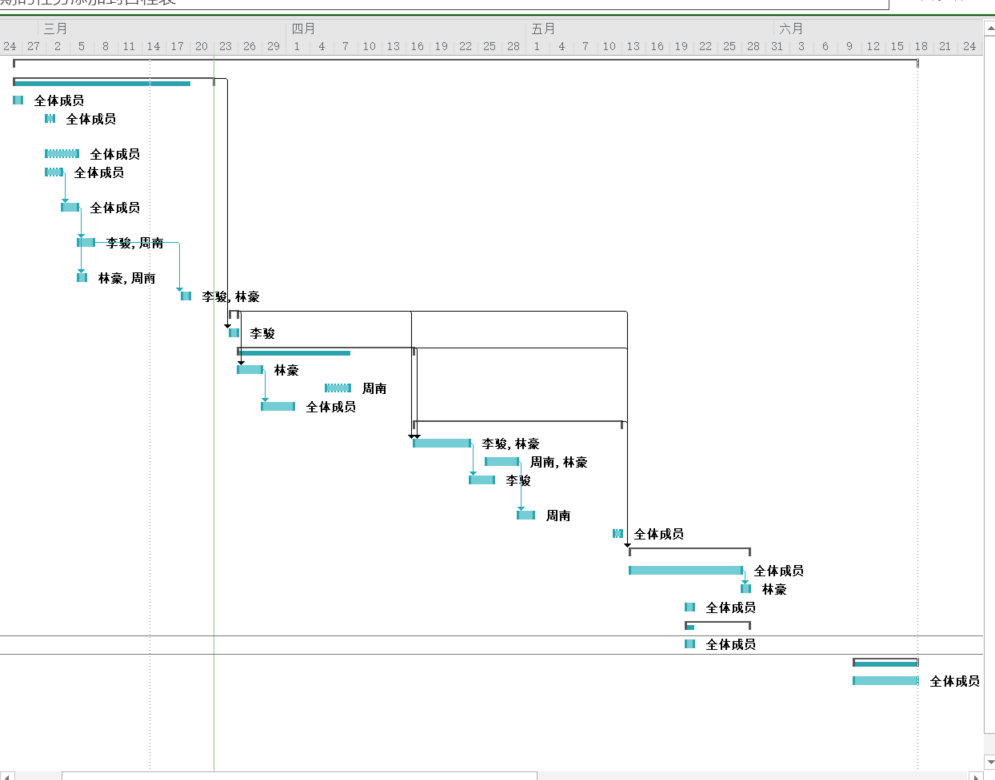 期的任务添加到日程表
三月 四月 五月 六月
24 27 2 5 8 11 14 17 20 23 26 29 1 4 7 10 13 16 19 22 25 28 1 4 7 10 13 16 19 22 25 28 31 3 6 9 12 15 18 21 24
全体成员
全体成员
全体成员
全体成员
全体成员
李骏, 周南
林豪, 周南
李骏, 林豪
李骏
林豪
周南
全体成员
李骏, 林豪
周南, 林豪
李骏
周南
全体成员
全体成员
林豪
全体成员
全体成员
全体成员